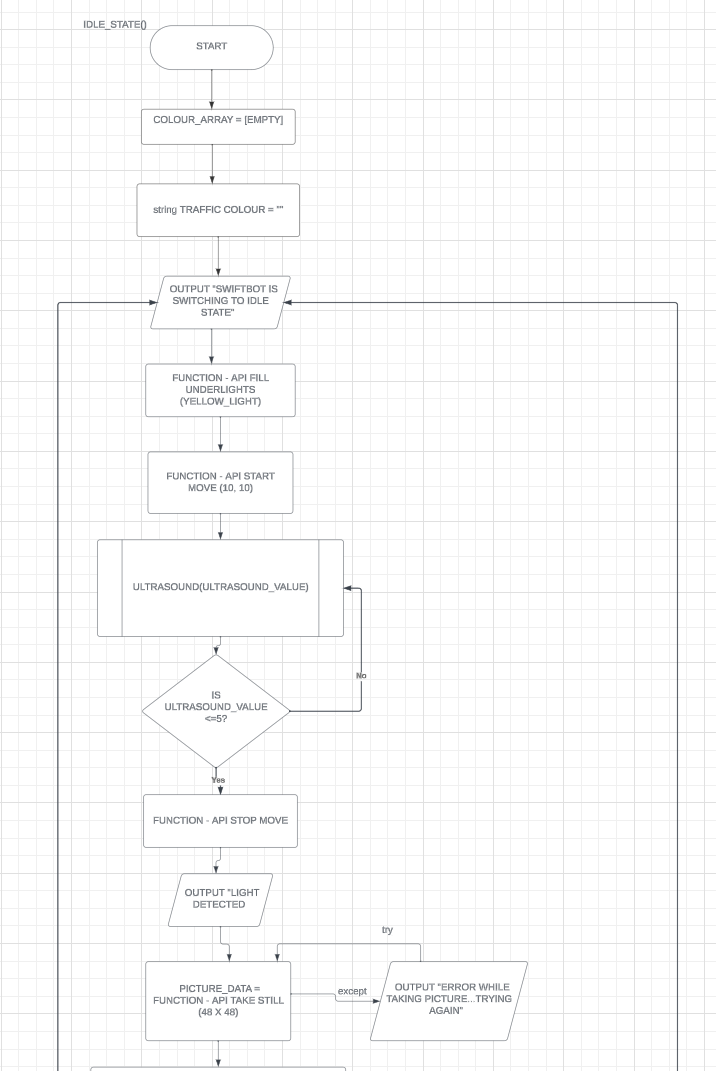 IDLE_STATE()
START
COLOUR_ARRAY = [EMPTY]
string TRAFFIC COLOUR = ""
OUTPUT "SWIFTBOT IS
SWITCHING TO IDLE
STATE"
FUNCTION - API FILL
UNDERLIGHTS
(YELLOW_LIGHT)
FUNCTION - API START
MOVE (10, 10)
ULTRASOUND(ULTRASOUND_VALUE)
No
IS
ULTRASOUND_VALUE
<=5?
Yes
FUNCTION - API STOP MOVE
OUTPUT "LIGHT
DETECTED
try
PICTURE_DATA =
FUNCTION - API TAKE STILL
(48 X 48)
except
OUTPUT "ERROR WHILE
TAKING PICTURE...TRYING
AGAIN"